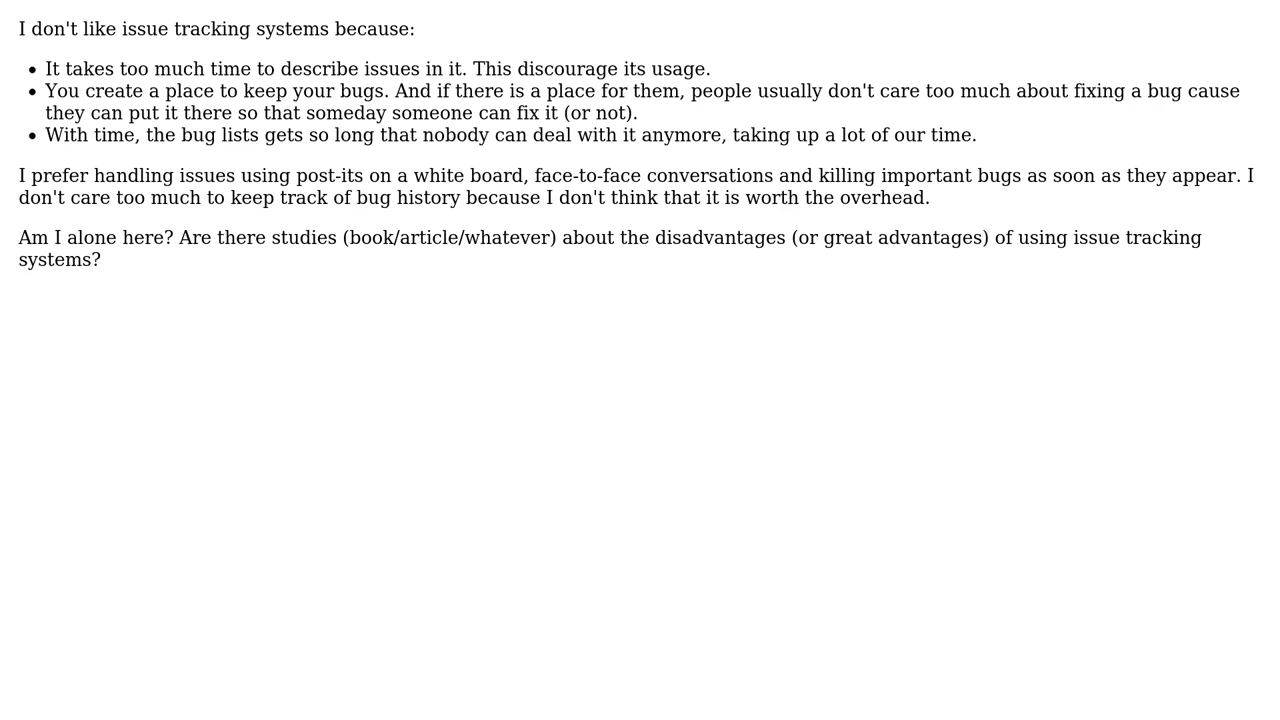 I don't like issue tracking systems because:
• It takes too much time to describe issues in it. This discourage its usage.
• You create a place to keep your bugs. And if there is a place for them, people usually don't care too much about fixing a bug cause
they can put it there so that someday someone can fix it (or not).
• With time, the bug lists gets so long that nobody can deal with it anymore, taking up a lot of our time.
I prefer handling issues using post-its on a white board, face-to-face conversations and killing important bugs as soon as they appear. I
don't care too much to keep track of bug history because I don't think that it is worth the overhead.
Am I alone here? Are there studies (book/article/whatever) about the disadvantages (or great advantages) of using issue tracking
systems?